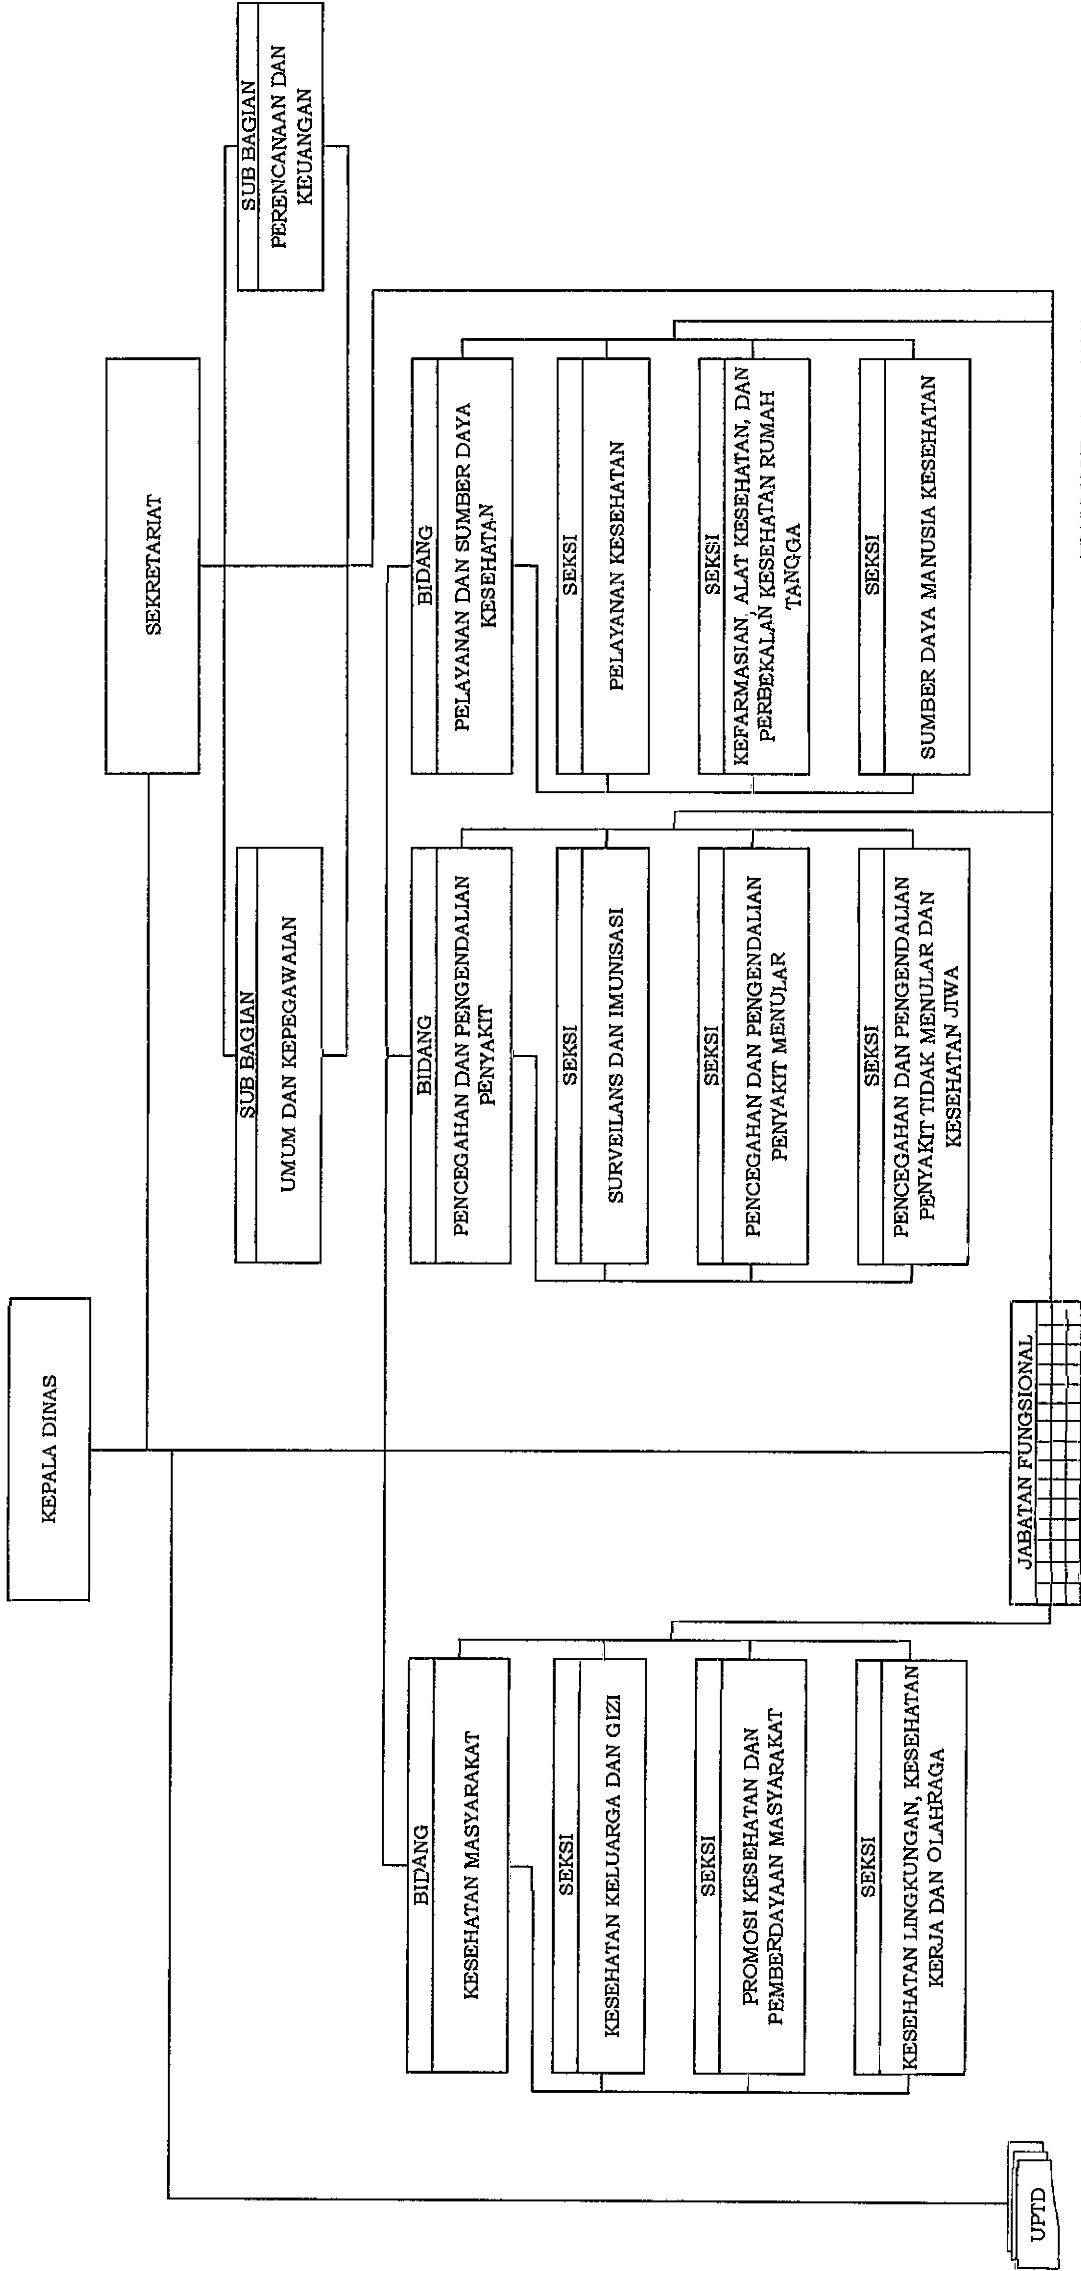 KEPALA DINAS
SEKRETARIAT
SUB BAGIAN
UMUM DAN KEPEGAWAIAN
SUB BAGIAN
PERENCANAAN DAN
KEUANGAN
BIDANG
KESEHATAN MASYARAKAT
SEKSI
KESEHATAN KELUARGA DAN GIZI
SEKSI
PROMOSI KESEHATAN DAN
PEMBERDAYAAN MASYARAKAT
SEKSI
KESEHATAN LINGKUNGAN, KESEHATAN
KERJA DAN OLAHRAGA
BIDANG
PENCEGAHAN DAN PENGENDALIAN
PENYAKIT
SEKSI
SURVEILANS DAN IMUNISASI
SEKSI
PENCEGAHAN DAN PENGENDALIAN
PENYAKIT MENULAR
SEKSI
PENCEGAHAN DAN PENGENDALIAN
PENYAKIT TIDAK MENULAR DAN
KESEHATAN JIWA
BIDANG
PELAYANAN DAN SUMBER DAYA
KESEHATAN
SEKSI
PELAYANAN KESEHATAN
SEKSI
KEFARMASIAN, ALAT KESEHATAN, DAN
PERBEKALAN KESEHATAN RUMAH
TANGGA
SEKSI
SUMBER DAYA MANUSIA KESEHATAN
UPTD
JABATAN FUNGSIONAL